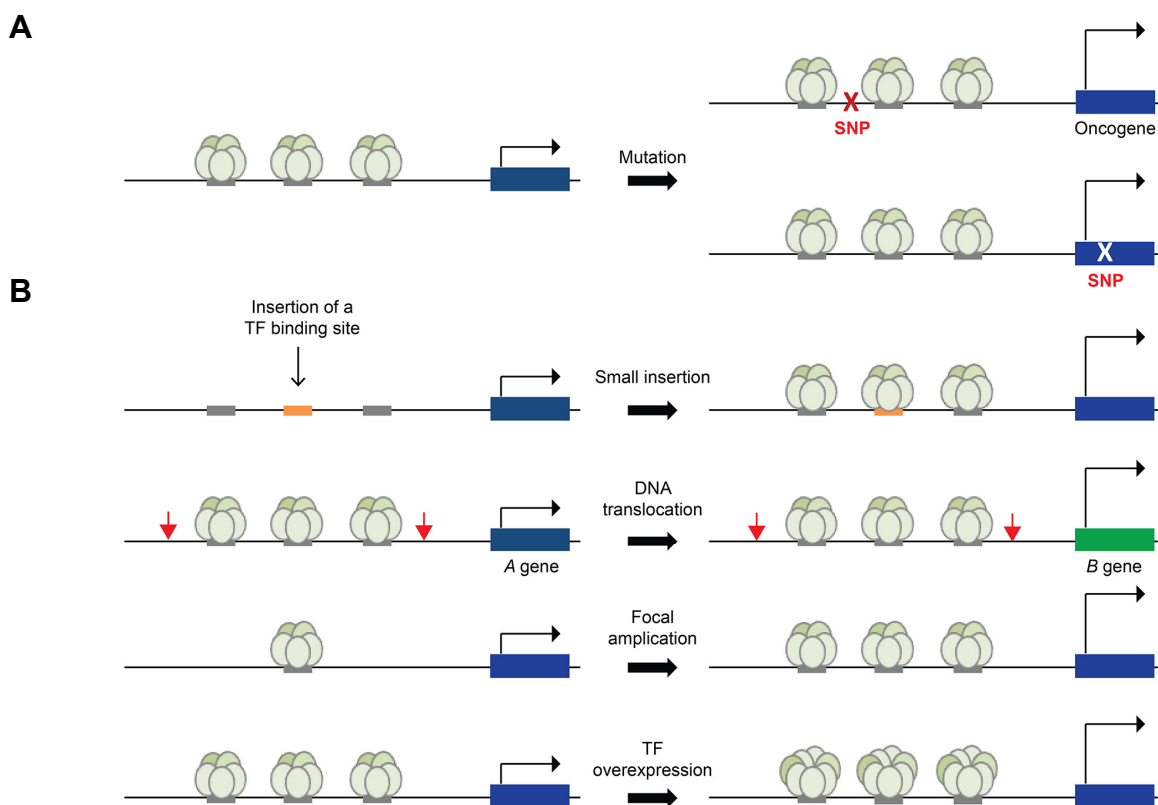 A
Mutation
X
SNP
Oncogene
X
SNP
B
Insertion of a
TF binding site
Small insertion
DNA
translocation
A gene
B gene
Focal
amplication
TF
overexpression